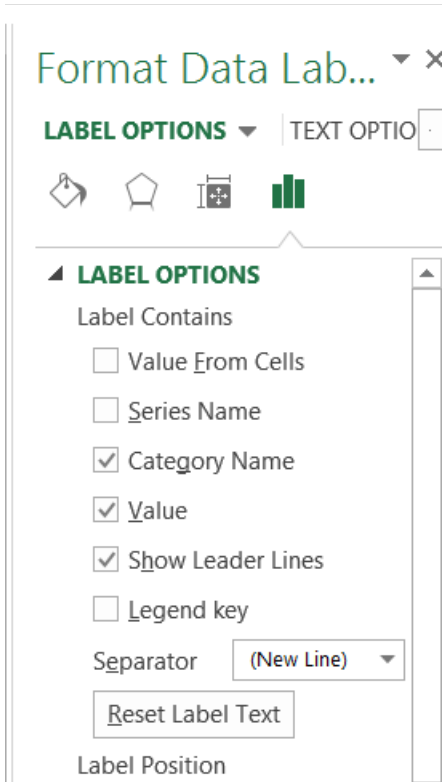 Format Data Lab...
LABEL OPTIONS TEXT OPTIO
LABEL OPTIONS
Label Contains
Value From Cells
Series Name
Category Name
Value
Show Leader Lines
Legend key
Separator (New Line)
Reset Label Text
Label Position